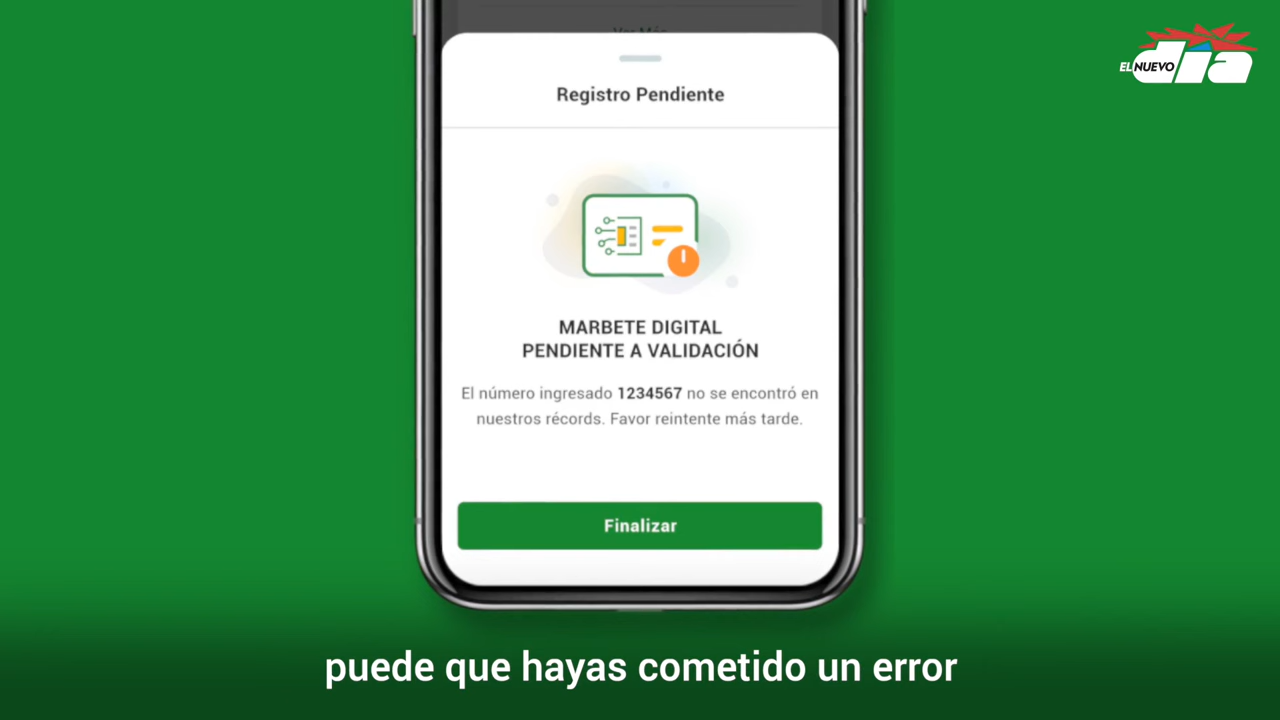 EL NUEVO día
Registro Pendiente
MARBETE DIGITAL
PENDIENTE A VALIDACIÓN
El número ingresado 1234567 no se encontró en
nuestros récords. Favor reintente más tarde.
Finalizar
puede que hayas cometido un error